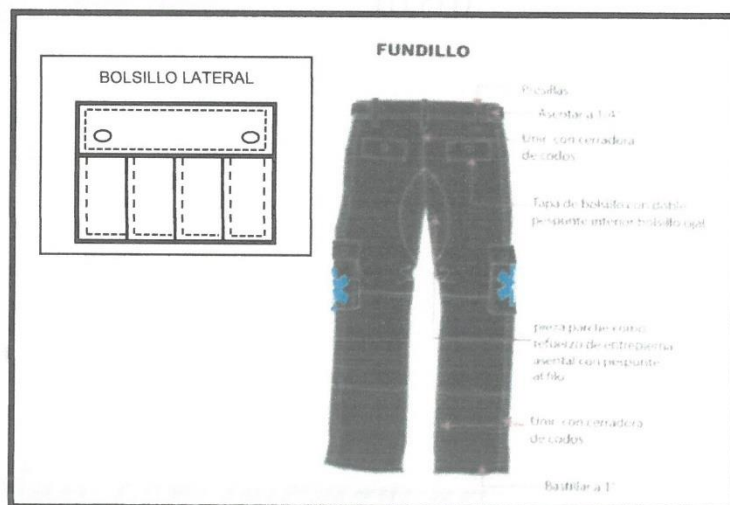 FUNDILLO
BOLSILLO LATERAL
Presillas
Asentar a 1/4"
Unir con cerradora
de codos
Tapa de bolsillo con doble
pespunte interior bolsillo ojal
pieza parche como
refuerzo de entrepierna
asental con pespunte
al filo
Unir con cerradora
de codos
Bastillar a 1"